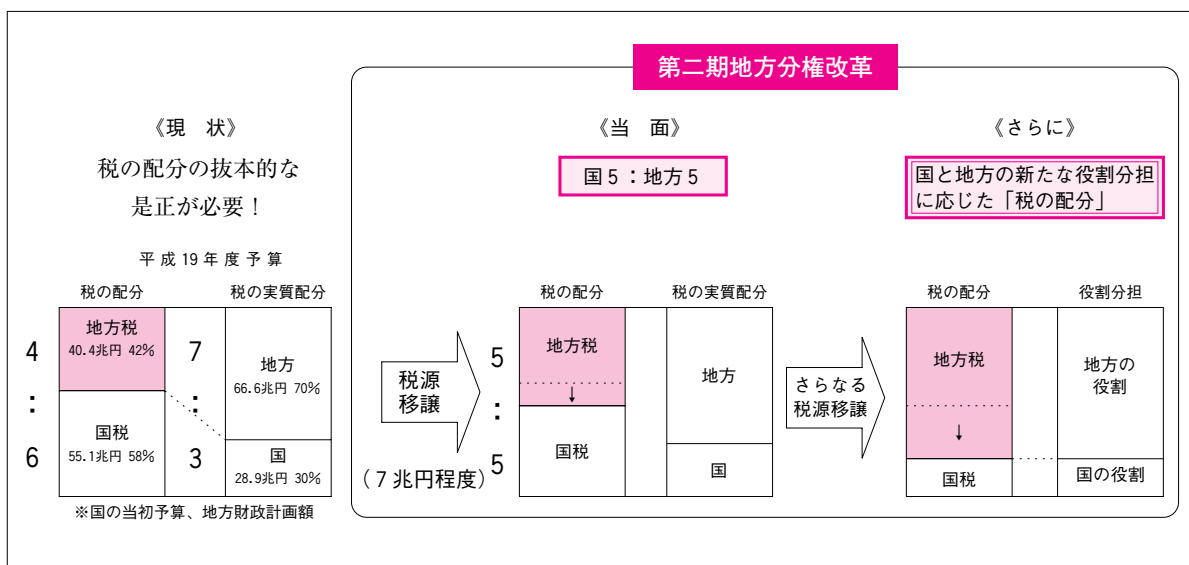 第二期地方分権改革
《現　状》
税の配分の抜本的な
是正が必要！
平成19年度予算
税の配分　税の実質配分
4
：
6
地方税
40.4兆円 42%
国税
55.1兆円 58%
7
：
3
地方
66.6兆円 70%
国
28.9兆円 30%
※国の当初予算、地方財政計画額
《当　面》
国5：地方5
税源
移譲
（7兆円程度）
税の配分　税の実質配分
5
：
5
地方税
↓
国税
地方
国
《さらに》
国と地方の新たな役割分担
に応じた「税の配分」
さらなる
税源移譲
税の配分　役割分担
地方税
↓
国税
地方の
役割
国の役割